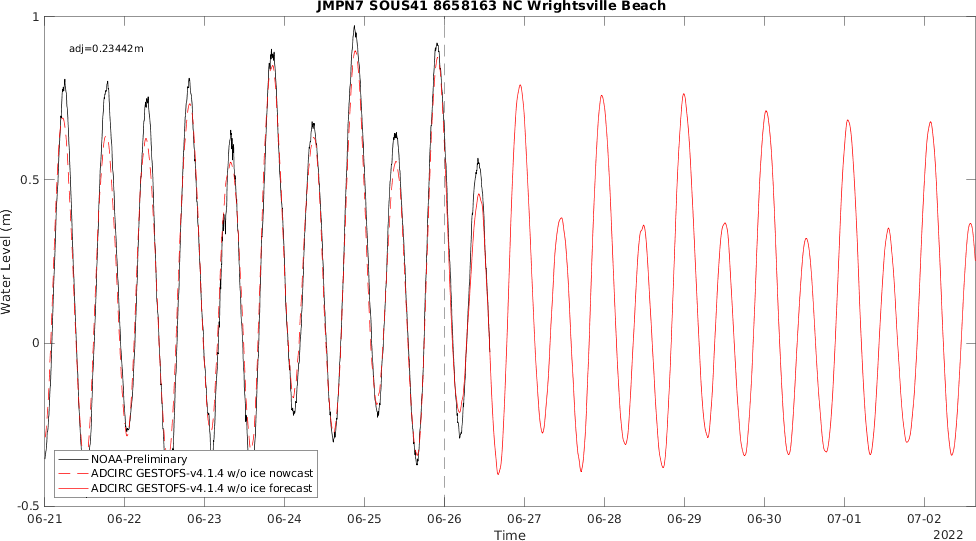 JMPN7 SOUS41 8658163 NC Wrightsville Beach
1
adj=0.23442m
0.5
Water Level (m)
0
NOAA-Preliminary
ADCIRC GESTOFS-v4.1.4 w/o ice nowcast
ADCIRC GESTOFS-v4.1.4 w/o ice forecast
-0.5
06-21 06-22 06-23 06-24 06-25 06-26 06-27 06-28 06-29 06-30 07-01 07-02
Time
2022